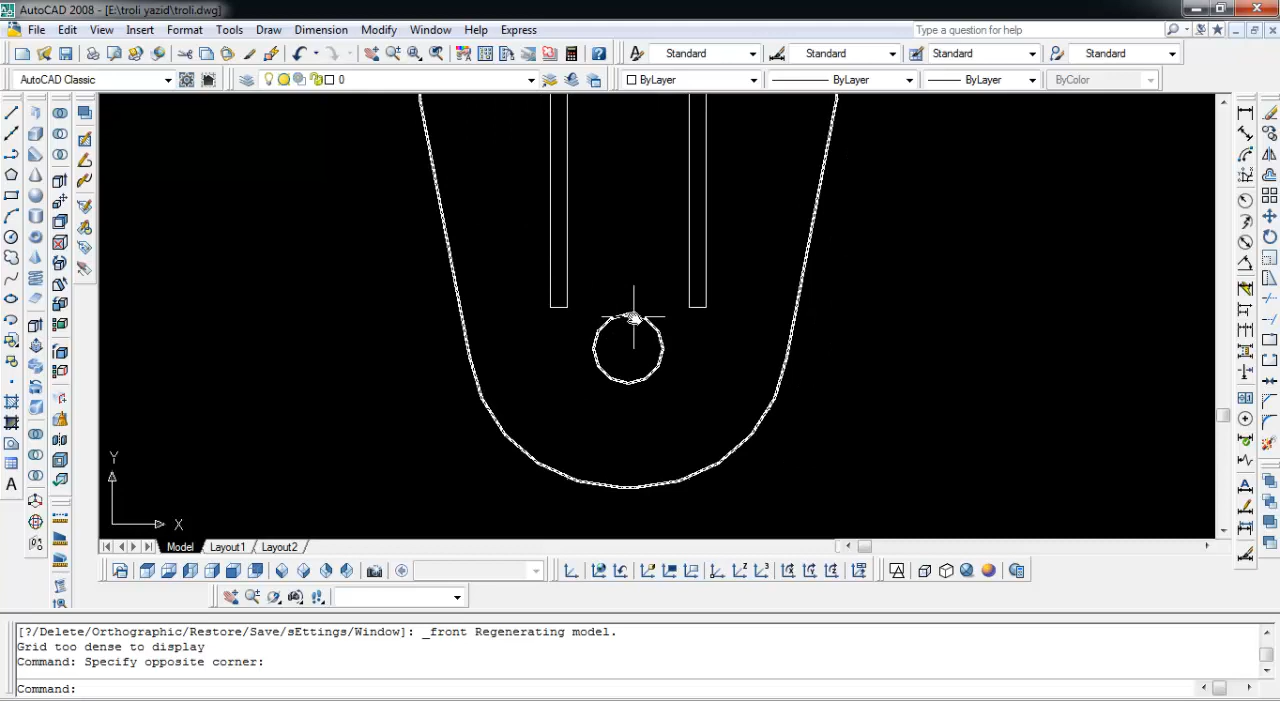 AutoCAD 2008 - [E:\troli yazid\troli.dwg]
File Edit View Insert Format Tools Draw Dimension Modify Window Help Express
Type a question for help
Standard Standard Standard Standard
AutoCAD Classic 0 ByLayer ByLayer ByLayer ByColor
A
Y
X
Model Layout1 Layout2
[?/Delete/Orthographic/Restore/Save/sEttings/Window]: _front Regenerating model.
Grid too dense to display
Command: Specify opposite corner:
Command: